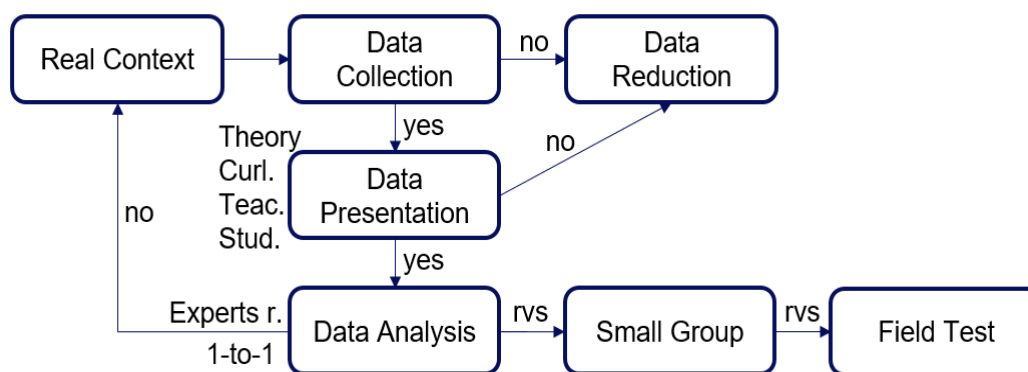 Real Context
Data
Collection
no
Data
Reduction
yes
Theory
Curl.
Teac.
Stud.
Data
Presentation
no
no
yes
Experts r.
1-to-1
Data Analysis
rvs
Small Group
rvs
Field Test